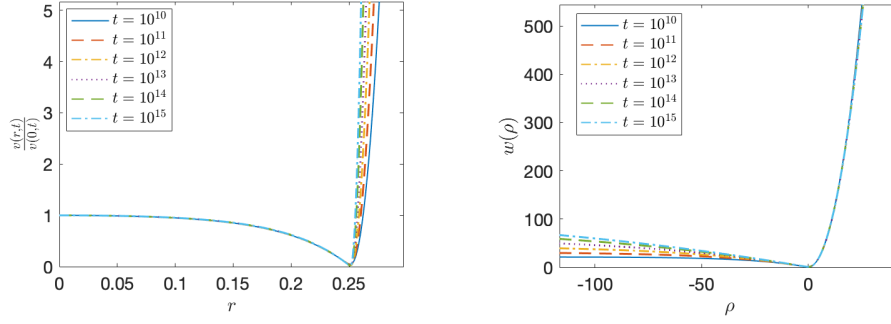 5
4
3
2
1
0
v(r,t)
v(0,t)
t = 10^10
t = 10^11
t = 10^12
t = 10^13
t = 10^14
t = 10^15
0 0.05 0.1 0.15 0.2 0.25
r
500
400
300
200
100
0
w(ρ)
t = 10^10
t = 10^11
t = 10^12
t = 10^13
t = 10^14
t = 10^15
-100 -50 0
ρ